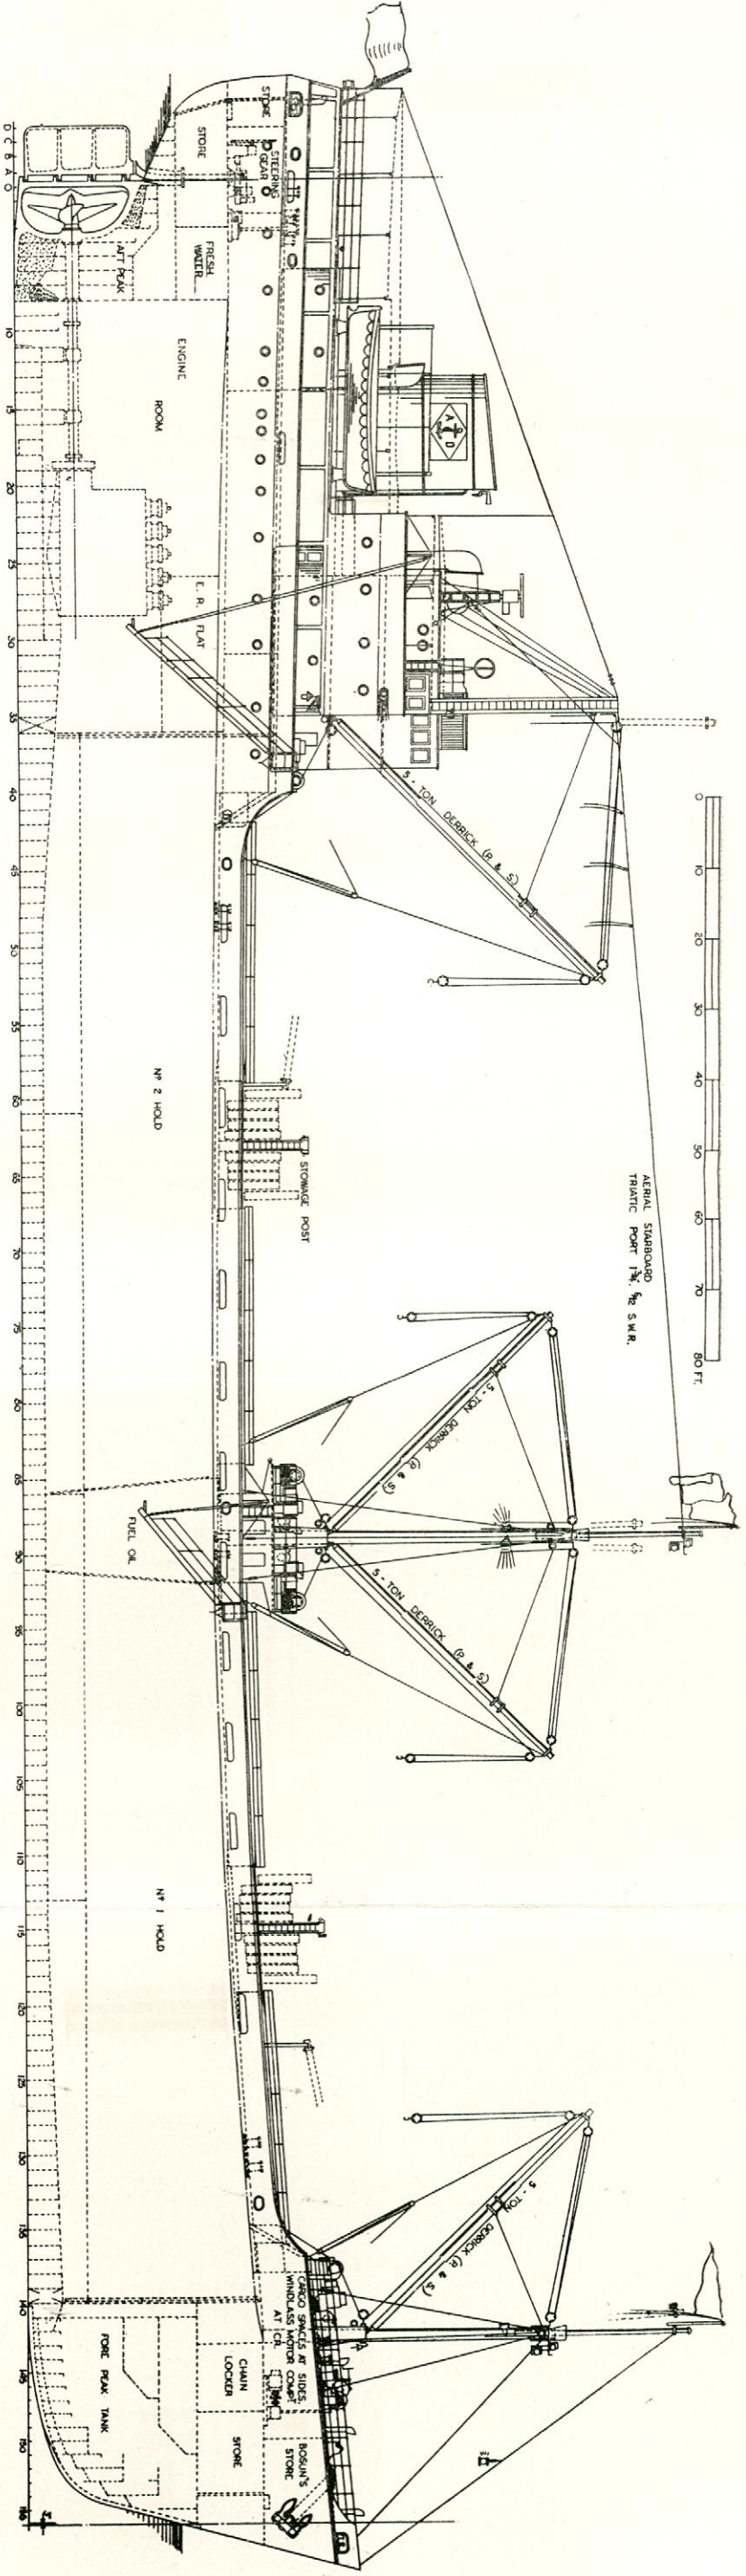 STORE
STORE
STEERING
GEAR
FRESH
WATER
AFT PEAK
ENGINE
ROOM
E. R. FLAT
5 - TON DERRICK (P. & S.)
0 10 20 30 40 50 60 70 80 FT.
AERIAL STARBOARD
TRIATIC PORT 1¾". 6/12 S.W.R.
Nº 2 HOLD
STOWAGE POST
5 - TON DERRICK (P. & S.)
5 - TON DERRICK (P. & S.)
FUEL OIL
Nº 1 HOLD
5 - TON DERRICK (P. & S.)
CARGO SPACES AT SIDES.
WINDLASS MOTOR COMPT
CHAIN
LOCKER
FORE PEAK TANK
STORE
BOSUN'S
STORE
D C B A O 10 15 20 25 30 35 40 45 50 55 60 65 70 75 80 85 90 95 100 105 110 115 120 125 130 135 140 145 150